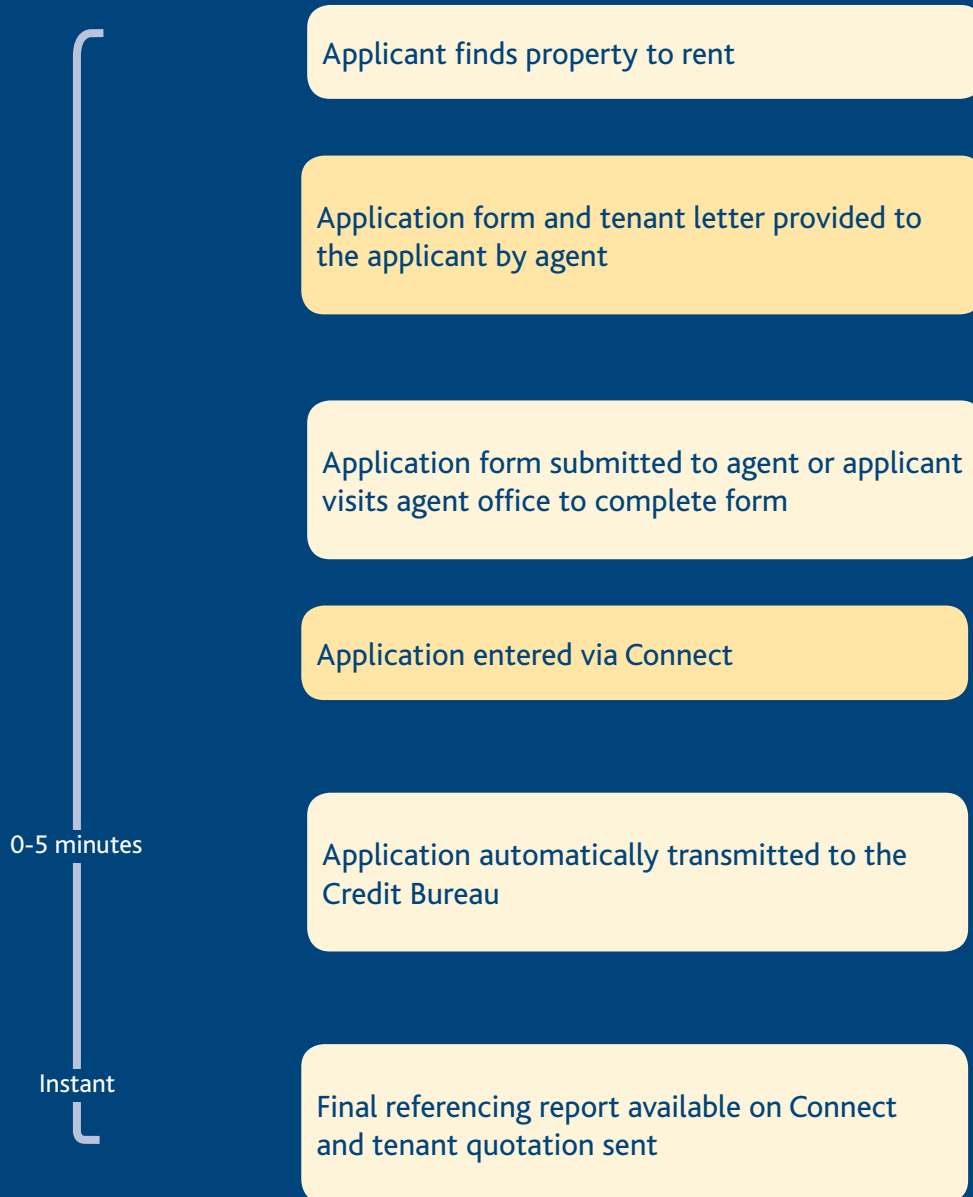 Applicant finds property to rent
Application form and tenant letter provided to
the applicant by agent
Application form submitted to agent or applicant
visits agent office to complete form
Application entered via Connect
0-5 minutes
Application automatically transmitted to the
Credit Bureau
Instant
Final referencing report available on Connect
and tenant quotation sent